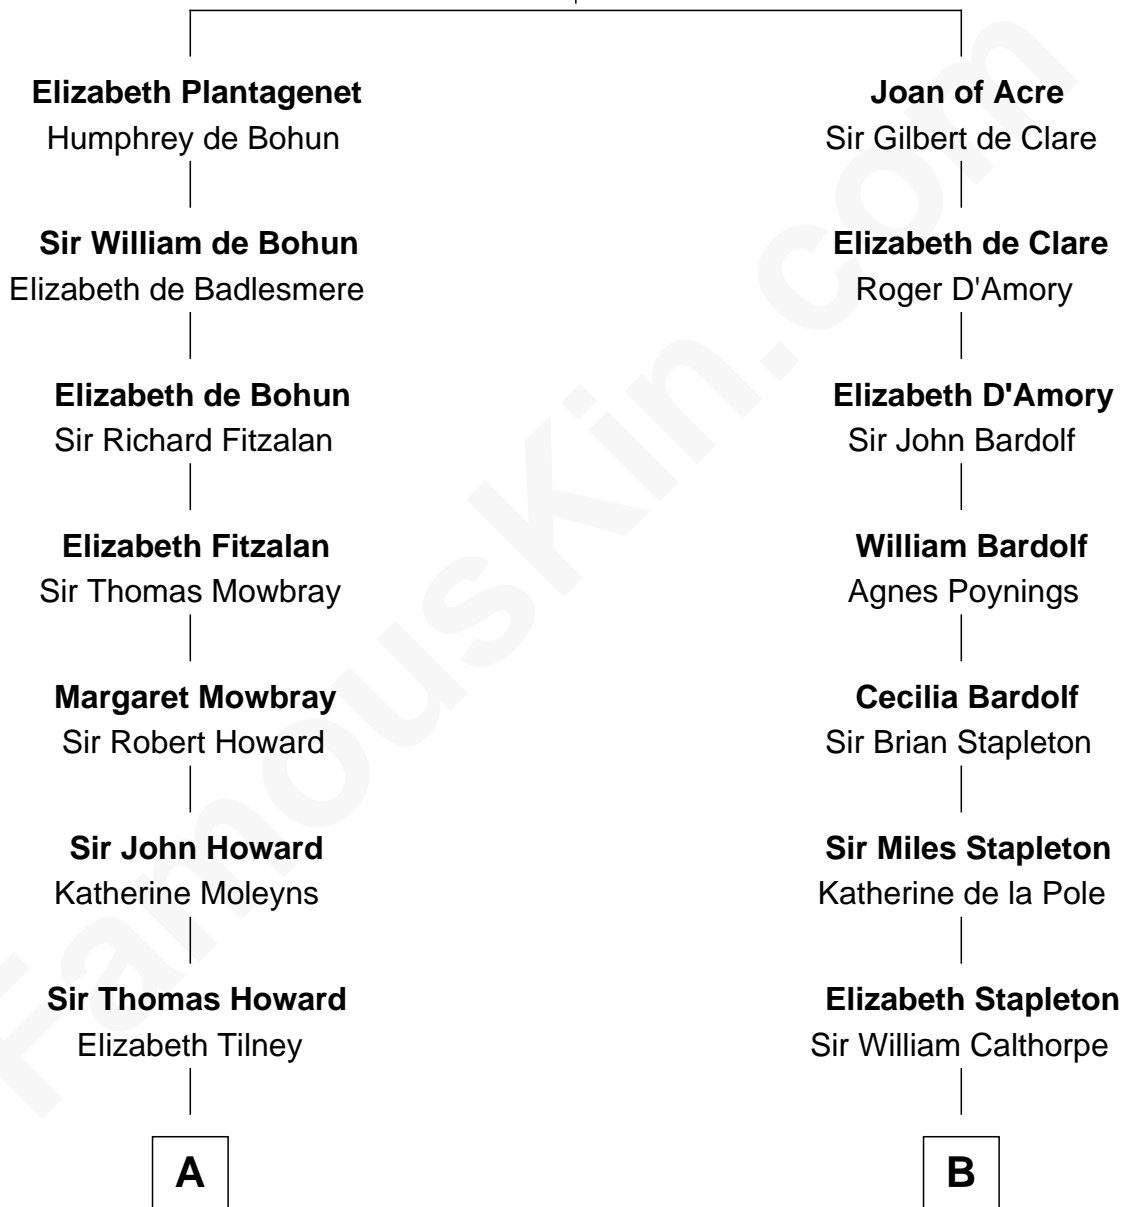 Elizabeth Plantagenet
Humphrey de Bohun
Joan of Acre
Sir Gilbert de Clare
Sir William de Bohun
Elizabeth de Badlesmere
Elizabeth de Clare
Roger D'Amory
Elizabeth de Bohun
Sir Richard Fitzalan
Elizabeth D'Amory
Sir John Bardolf
Elizabeth Fitzalan
Sir Thomas Mowbray
William Bardolf
Agnes Poynings
Margaret Mowbray
Sir Robert Howard
Cecilia Bardolf
Sir Brian Stapleton
Sir John Howard
Katherine Moleyns
Sir Miles Stapleton
Katherine de la Pole
Sir Thomas Howard
Elizabeth Tilney
Elizabeth Stapleton
Sir William Calthorpe
A
B
FamousKin.com